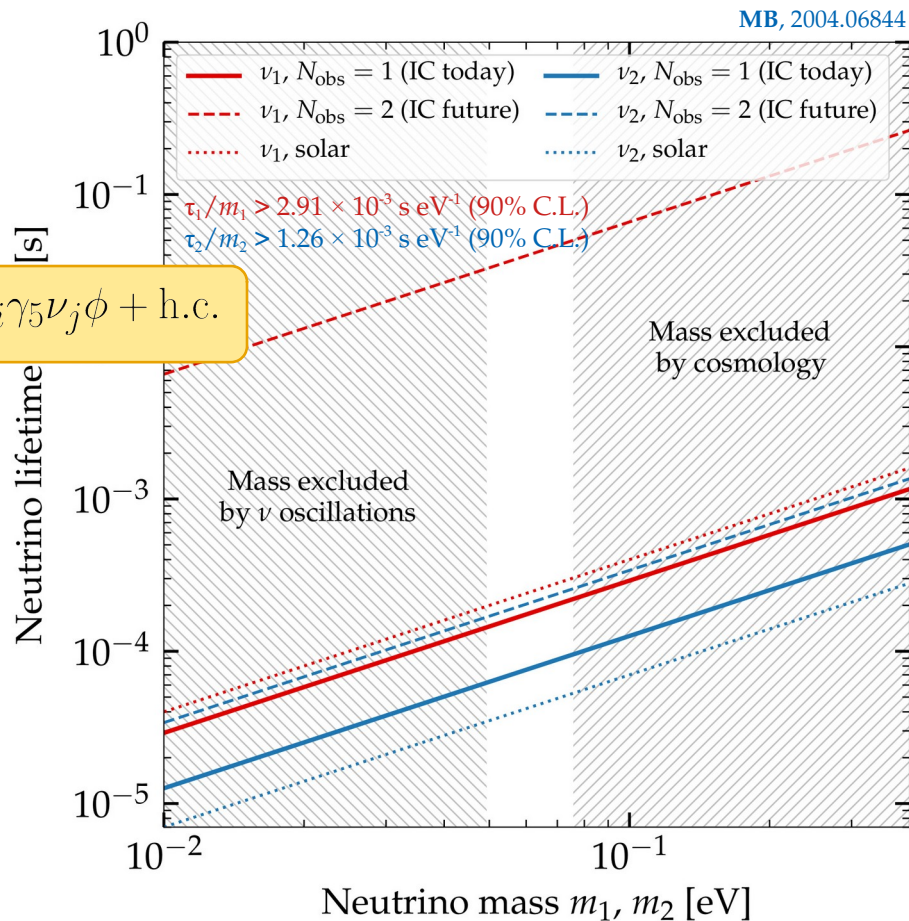 MB, 2004.06844
10⁰
ν₁, N_obs = 1 (IC today)
ν₂, N_obs = 1 (IC today)
ν₁, N_obs = 2 (IC future)
ν₂, N_obs = 2 (IC future)
ν₁, solar
ν₂, solar
10⁻¹
τ₁/m₁ > 2.91 × 10⁻³ s eV⁻¹ (90% C.L.)
τ₂/m₂ > 1.26 × 10⁻³ s eV⁻¹ (90% C.L.)
γ₅ν_jϕ + h.c.
Neutrino lifetime
[s]
Mass excluded
by cosmology
Mass excluded
by ν oscillations
10⁻³
10⁻⁴
10⁻⁵
10⁻²
10⁻¹
Neutrino mass m₁, m₂ [eV]